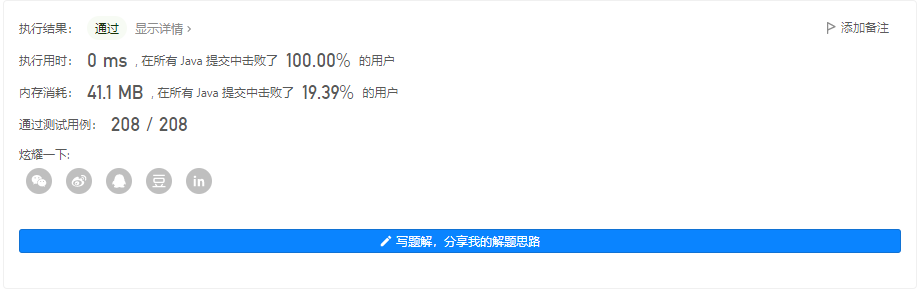 执行结果： 通过 显示详情 › 添加备注
执行用时： 0 ms , 在所有 Java 提交中击败了 100.00% 的用户
内存消耗： 41.1 MB , 在所有 Java 提交中击败了 19.39% 的用户
通过测试用例： 208 / 208
炫耀一下:
豆 in
写题解，分享我的解题思路